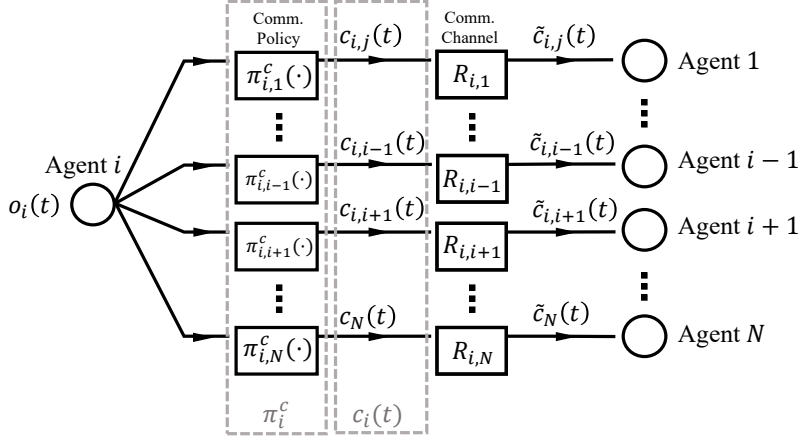 Comm.
Policy
Comm.
Channel
π^c_{i,1}(·)
c_{i,j}(t)
R_{i,1}
c̃_{i,j}(t)
Agent 1
Agent i
o_i(t)
π^c_{i,i−1}(·)
c_{i,i−1}(t)
R_{i,i−1}
c̃_{i,i−1}(t)
Agent i − 1
π^c_{i,i+1}(·)
c_{i,i+1}(t)
R_{i,i+1}
c̃_{i,i+1}(t)
Agent i + 1
π^c_{i,N}(·)
c_N(t)
R_{i,N}
c̃_N(t)
Agent N
π^c_i
c_i(t)